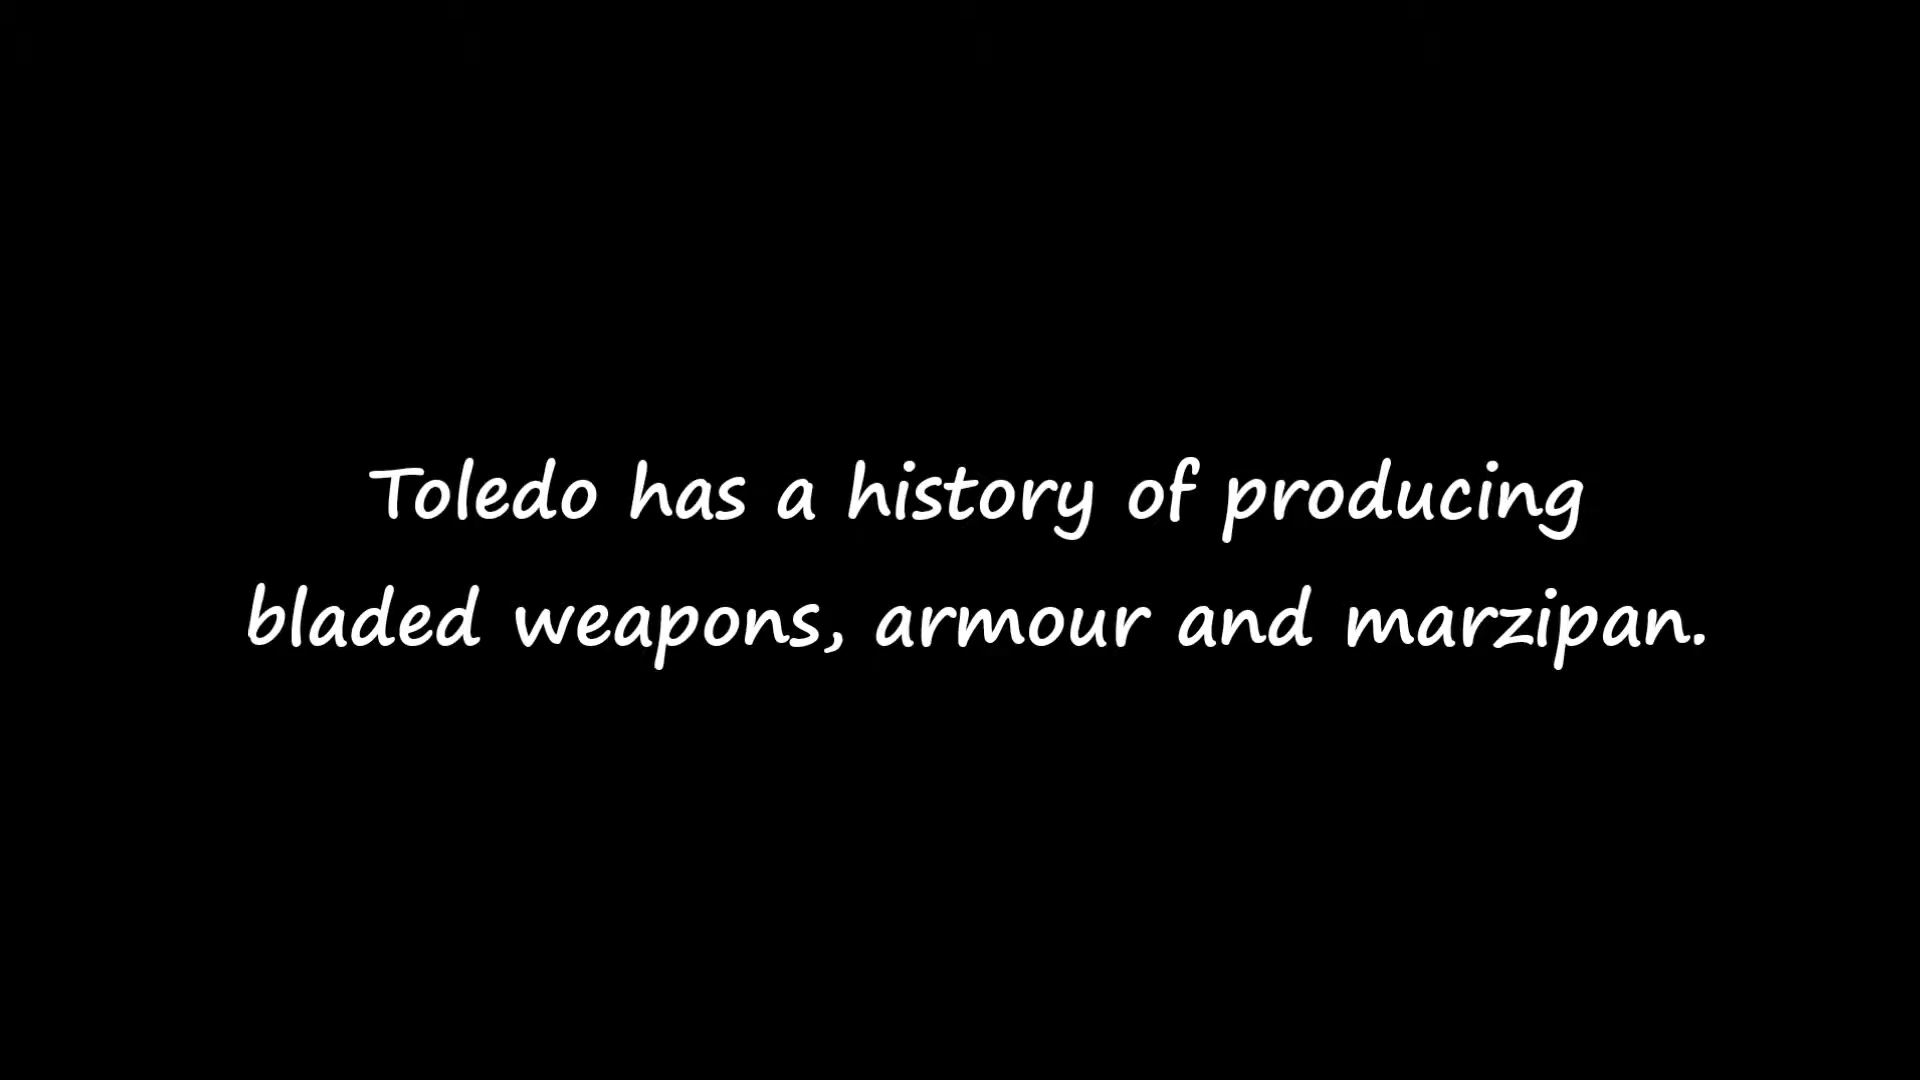 Toledo has a history of producing
bladed weapons, armour and marzipan.